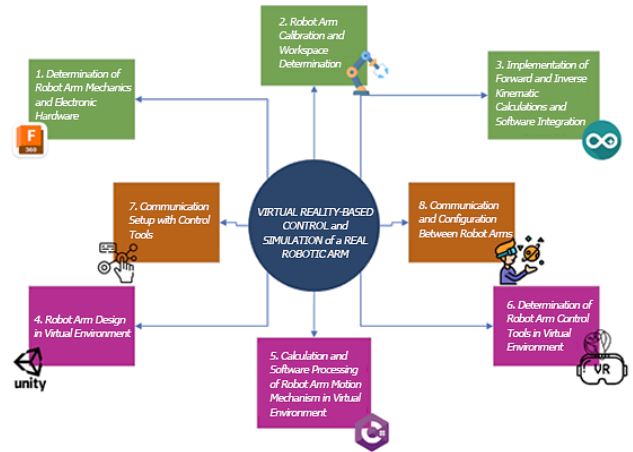 2. Robot Arm
Calibration and
Workspace
Determination
1. Determination of
Robot Arm Mechanics
and Electronic
Hardware
F
360
3. Implementation of
Forward and Inverse
Kinematic
Calculations and
Software Integration
7. Communication
Setup with Control
Tools
VIRTUAL REALITY-BASED
CONTROL and
SIMULATION of a REAL
ROBOTIC ARM
8. Communication
and Configuration
Between Robot Arms
4. Robot Arm Design
in Virtual Environment
unity
5. Calculation and
Software Processing
of Robot Arm Motion
Mechanism in Virtual
Environment
C#
6. Determination of
Robot Arm Control
Tools in Virtual
Environment
VR